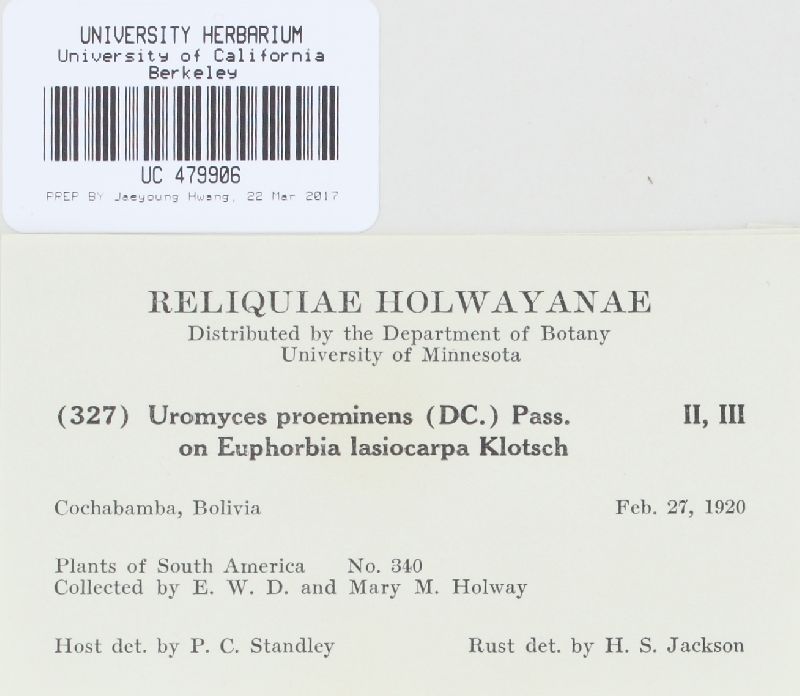 UNIVERSITY HERBARIUM
University of California
Berkeley
UC 479906
PREP BY Jaeyoung Hwang, 22 Mar 2017
RELIQUIAE HOLWAYANAE
Distributed by the Department of Botany
University of Minnesota
(327) Uromyces proeminens (DC.) Pass. II, III
on Euphorbia lasiocarpa Klotsch
Cochabamba, Bolivia Feb. 27, 1920
Plants of South America No. 340
Collected by E. W. D. and Mary M. Holway
Host det. by P. C. Standley Rust det. by H. S. Jackson